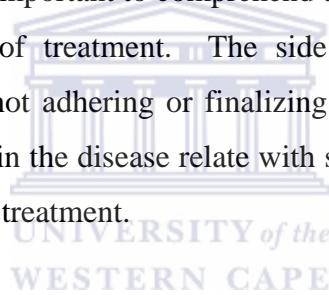 important to comprehend
of treatment. The side
not adhering or finalizing
in the disease relate with s
treatment.
UNIVERSITY of the
WESTERN CAPE